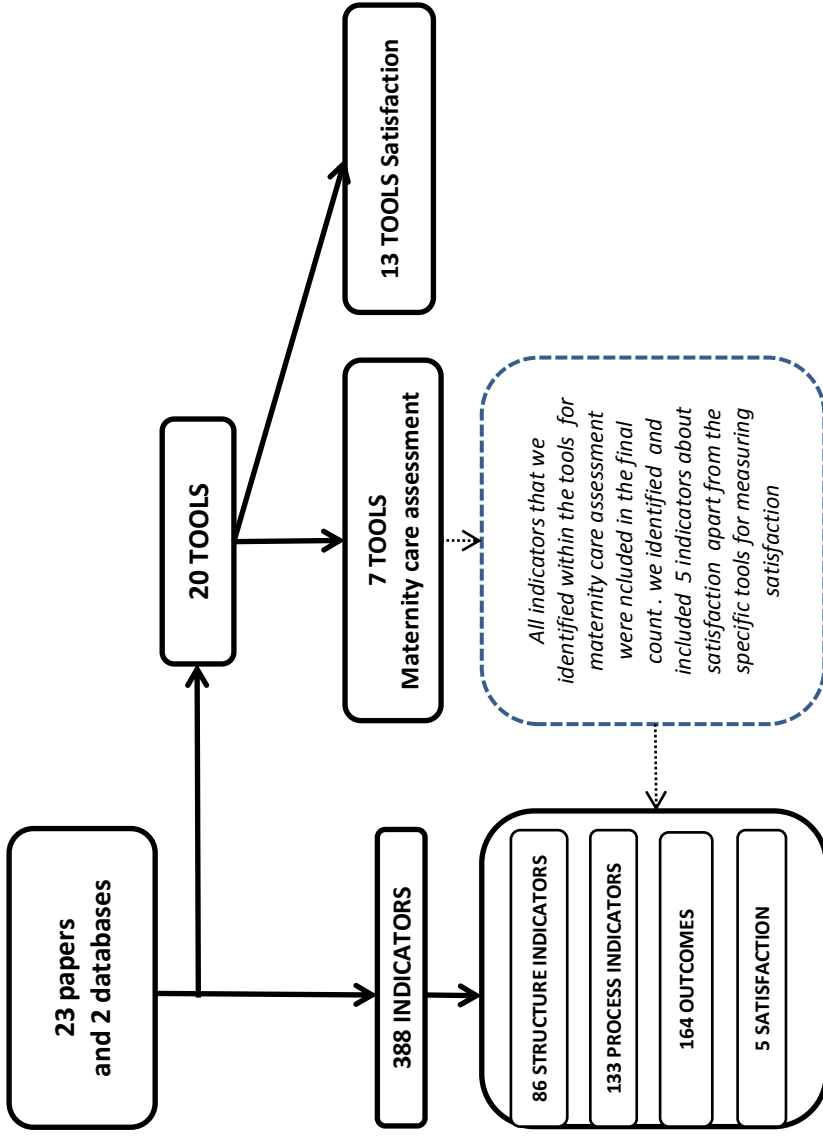 23 papers
and 2 databases
20 TOOLS
388 INDICATORS
7 TOOLS
Maternity care assessment
13 TOOLS Satisfaction
86 STRUCTURE INDICATORS
133 PROCESS INDICATORS
164 OUTCOMES
5 SATISFACTION
All indicators that we
identified within the tools for
maternity care assessment
were ncluded in the final
count . we identified and
included 5 indicators about
satisfaction apart from the
specific tools for measuring
satisfaction